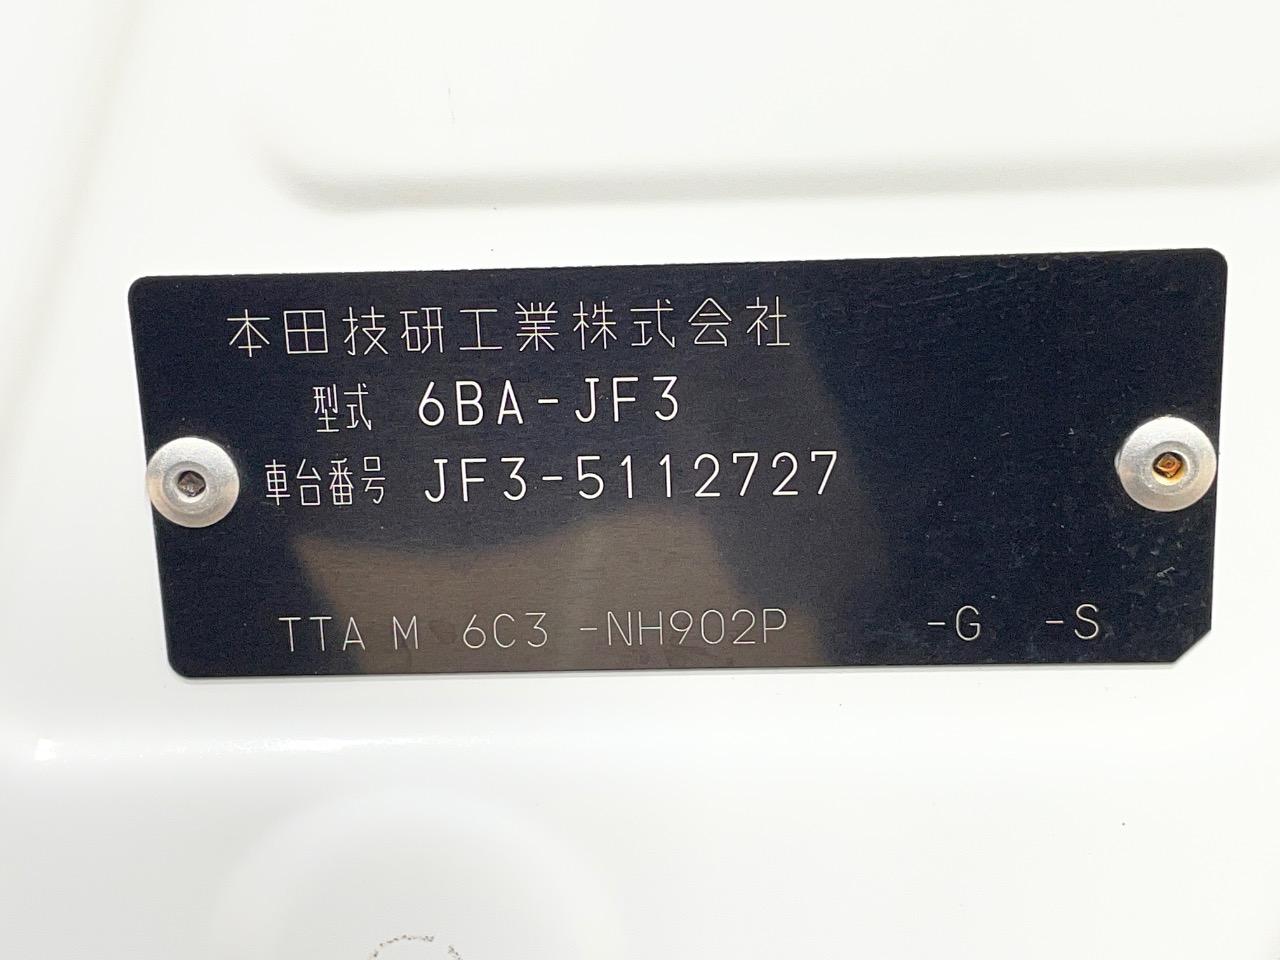 本田技研工業株式会社
型式 6BA-JF3
車台番号 JF3-5112727
TTA M 6C3 -NH902P -G -S